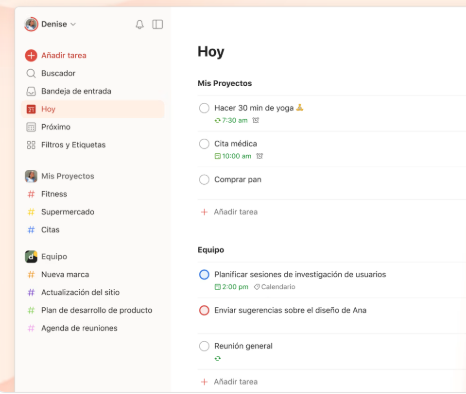 Denise
Añadir tarea
Buscador
Bandeja de entrada
Hoy
Próximo
Filtros y Etiquetas
Mis Proyectos
# Fitness
# Supermercado
# Citas
Equipo
# Nueva marca
# Actualización del sitio
# Plan de desarrollo de producto
# Agenda de reuniones
Hoy
Mis Proyectos
Hacer 30 min de yoga
7:30 am
Cita médica
10:00 am
Comprar pan
+ Añadir tarea
Equipo
Planificar sesiones de investigación de usuarios
2:00 pm Calendario
Enviar sugerencias sobre el diseño de Ana
Reunión general
+ Añadir tarea